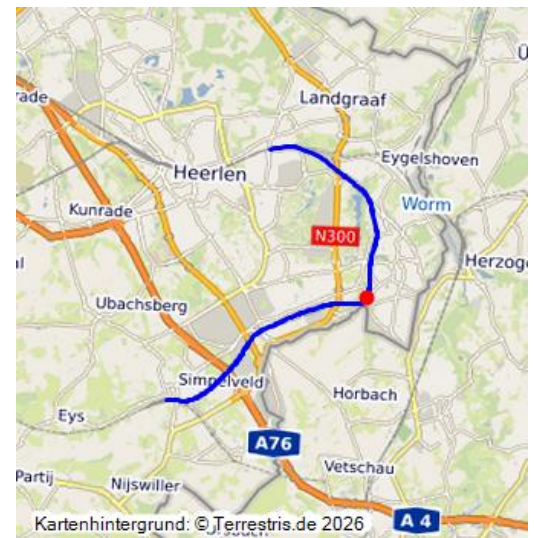 Ü
rade
Landgraaf
Eygelshoven
Heerlen
Worm
Kunrade
N300
al
Herzoge
Ubachsberg
Simpelveld
Horbach
Eys
A76
Vetschau
Partij
Nijswiller
A 4
Kartenhintergrund: © Terrestris.de 2026